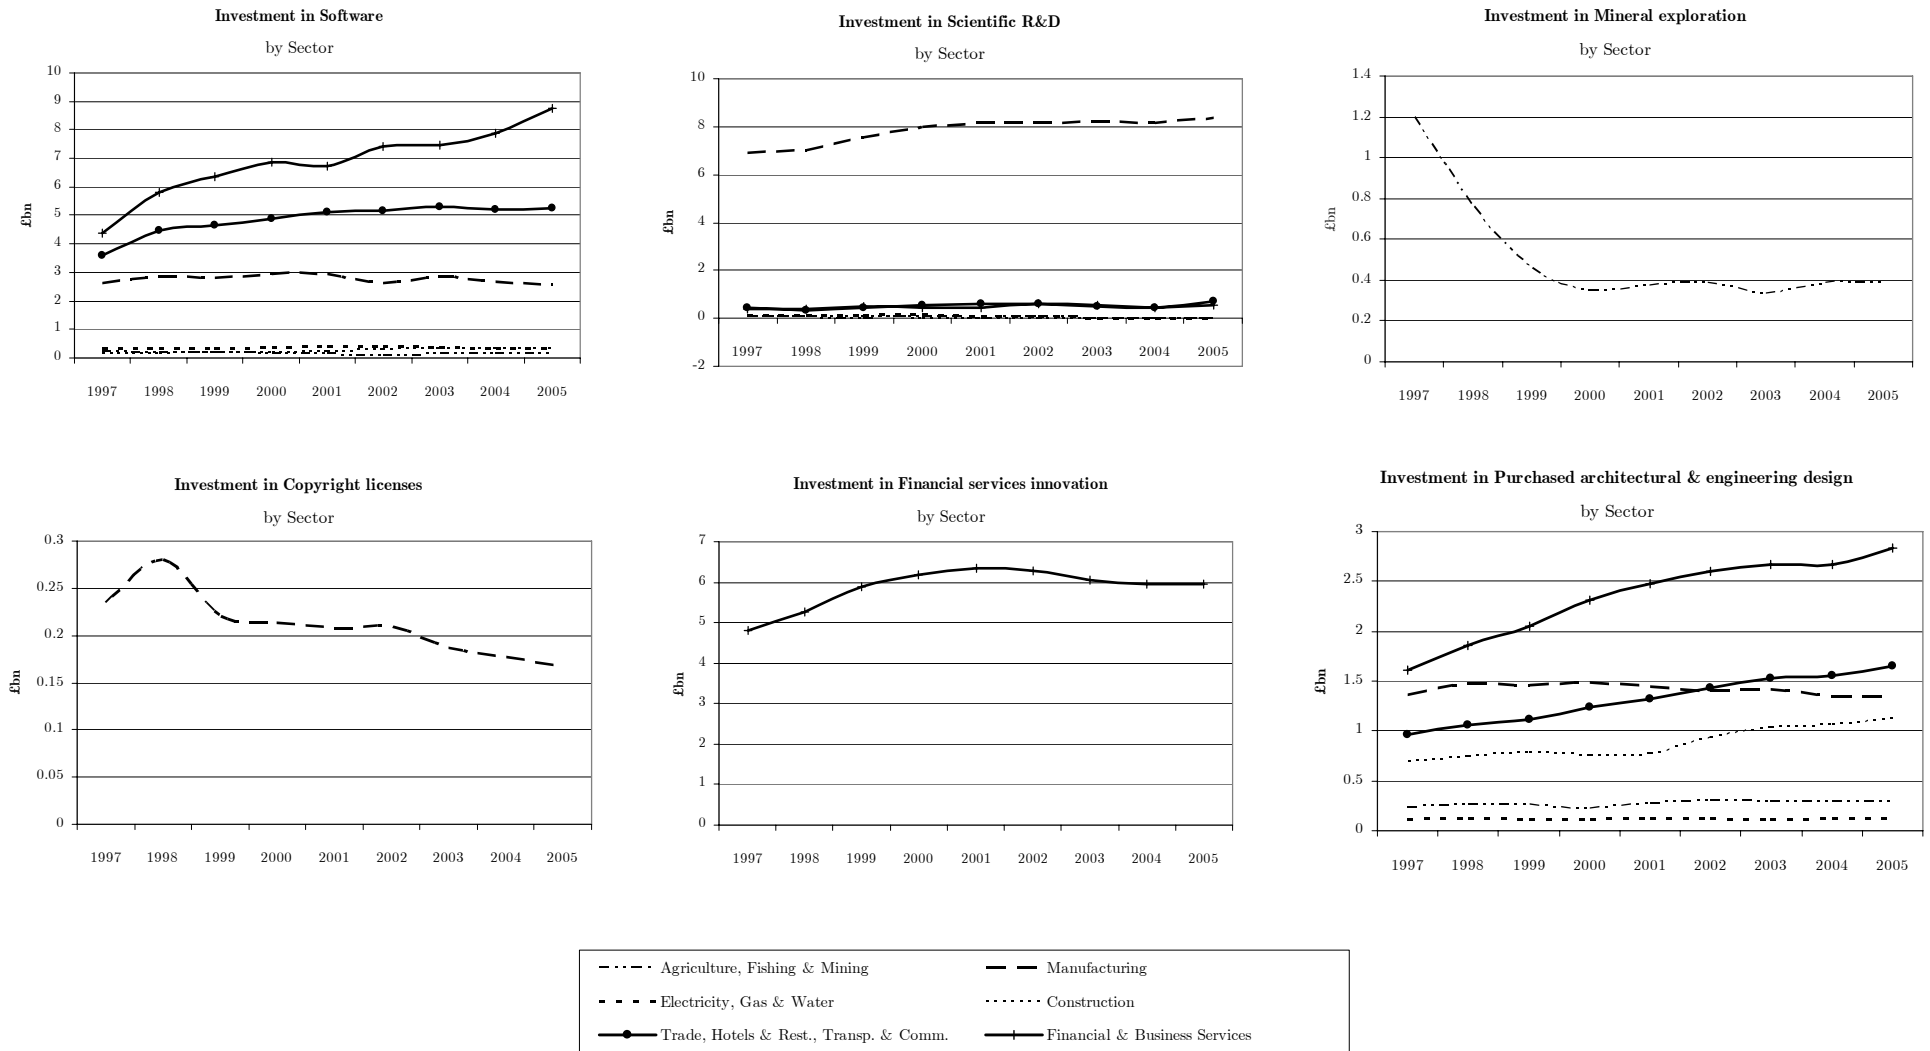 Investment in Software
by Sector
10
9
8
7
6
5
4
3
2
1
0
£bn
1997 1998 1999 2000 2001 2002 2003 2004 2005
Investment in Scientific R&D
by Sector
10
8
6
4
2
0
-2
£bn
1997 1998 1999 2000 2001 2002 2003 2004 2005
Investment in Mineral exploration
by Sector
1.4
1.2
1
0.8
0.6
0.4
0.2
0
£bn
1997 1998 1999 2000 2001 2002 2003 2004 2005
Investment in Copyright licenses
by Sector
0.3
0.25
0.2
0.15
0.1
0.05
0
£bn
1997 1998 1999 2000 2001 2002 2003 2004 2005
Investment in Financial services innovation
by Sector
7
6
5
4
3
2
1
0
£bn
1997 1998 1999 2000 2001 2002 2003 2004 2005
Investment in Purchased architectural & engineering design
by Sector
3
2.5
2
1.5
1
0.5
0
£bn
1997 1998 1999 2000 2001 2002 2003 2004 2005
Agriculture, Fishing & Mining Manufacturing
Electricity, Gas & Water Construction
Trade, Hotels & Rest., Transp. & Comm. Financial & Business Services